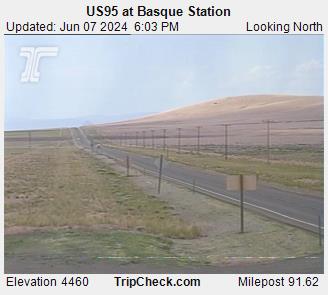 US95 at Basque Station
Updated: Jun 07 2024 6:03 PM Looking North
Elevation 4460 TripCheck.com Milepost 91.62